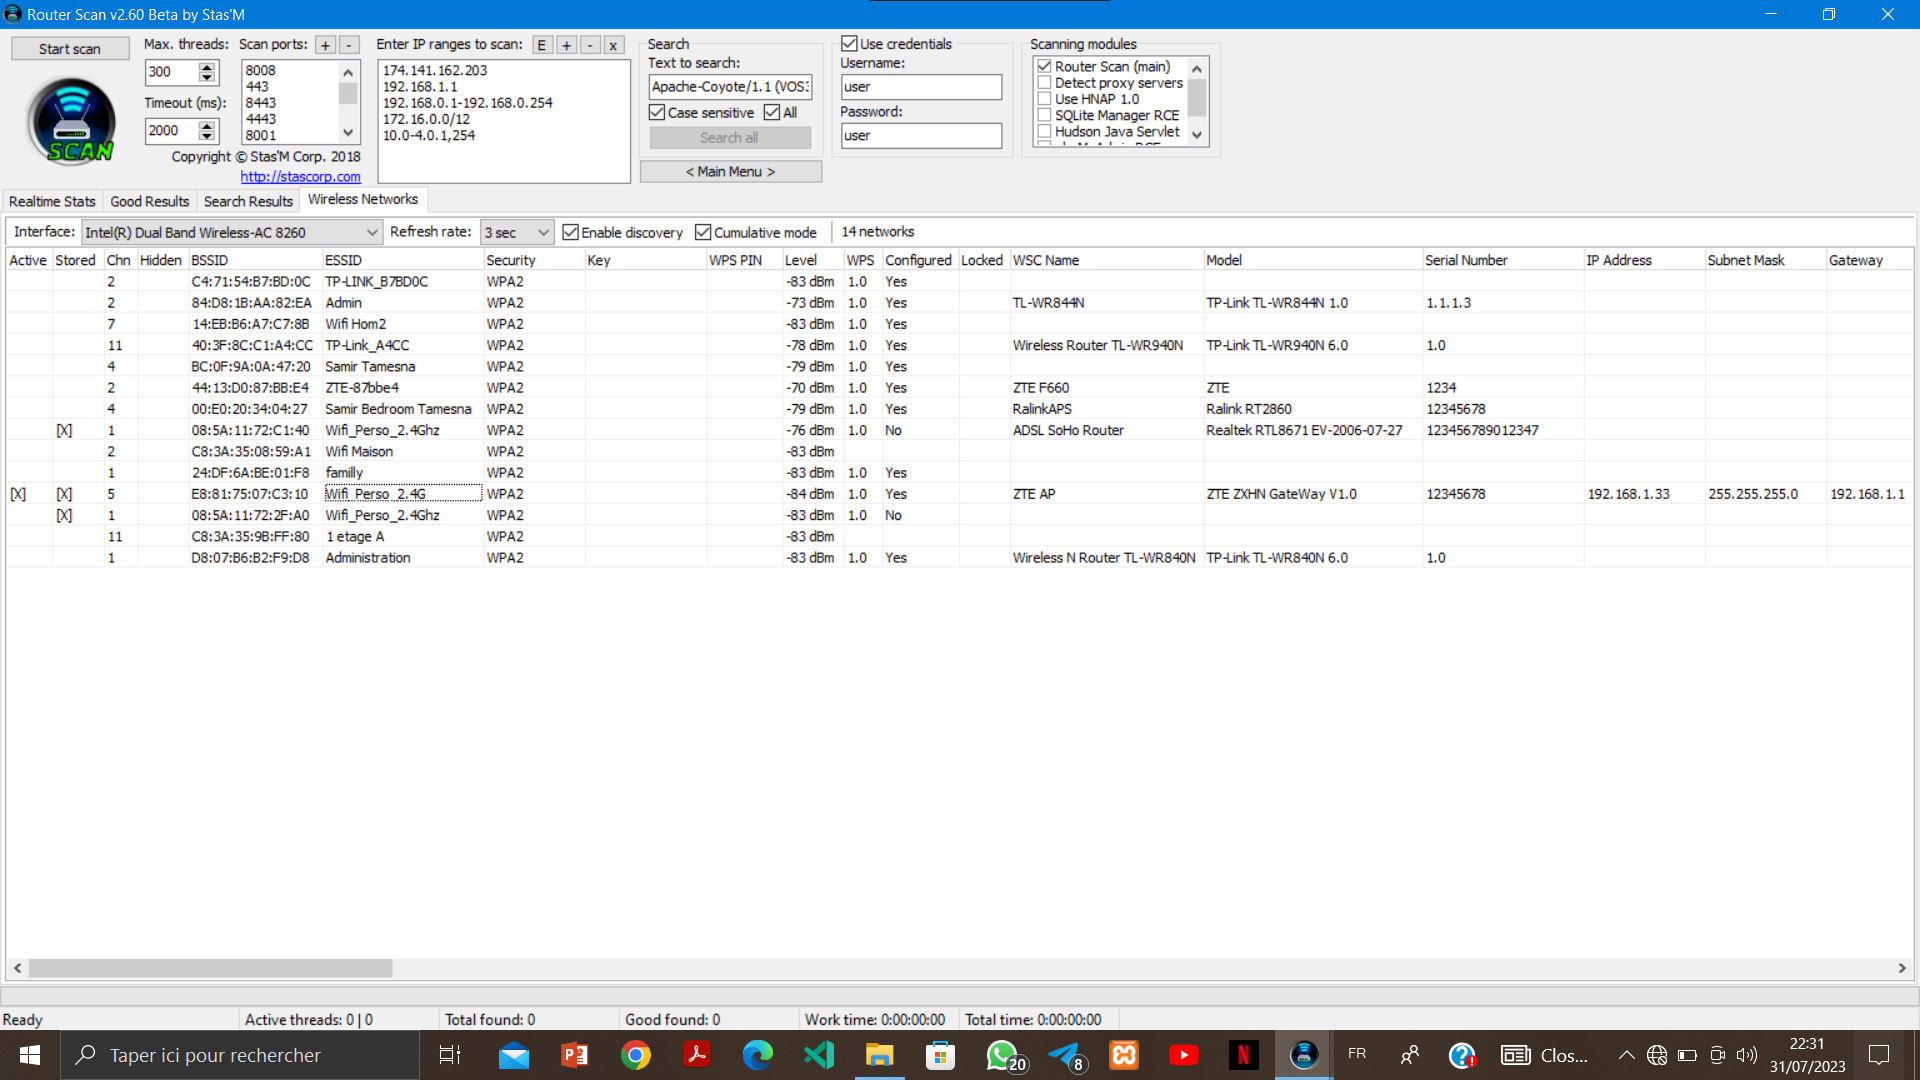 Router Scan v2.60 Beta by Stas'M
Start scan
Max. threads:
300
Timeout (ms):
2000
Scan ports: + -
8008
443
8443
4443
8001
Copyright © Stas'M Corp. 2018
http://stascorp.com
Enter IP ranges to scan: E + - x
174.141.162.203
192.168.1.1
192.168.0.1-192.168.0.254
172.16.0.0/12
10.0-4.0.1,254
Search
Text to search:
Apache-Coyote/1.1 (VOS:
Case sensitive All
Search all
< Main Menu >
Use credentials
Username:
user
Password:
user
Scanning modules
Router Scan (main)
Detect proxy servers
Use HNAP 1.0
SQLite Manager RCE
Hudson Java Servlet
Realtime Stats Good Results Search Results Wireless Networks
Interface: Intel(R) Dual Band Wireless-AC 8260 Refresh rate: 3 sec Enable discovery Cumulative mode 14 networks
Active Stored Chn Hidden BSSID ESSID Security Key WPS PIN Level WPS Configured Locked WSC Name Model Serial Number IP Address Subnet Mask Gateway
2 C4:71:54:B7:BD:0C TP-LINK_B7BD0C WPA2 -83 dBm 1.0 Yes
2 84:D8:1B:AA:82:EA Admin WPA2 -73 dBm 1.0 Yes TL-WR844N TP-Link TL-WR844N 1.0 1.1.1.3
7 14:EB:B6:A7:C7:8B Wifi Hom2 WPA2 -83 dBm 1.0 Yes
11 40:3F:8C:C1:A4:CC TP-Link_A4CC WPA2 -78 dBm 1.0 Yes Wireless Router TL-WR940N TP-Link TL-WR940N 6.0 1.0
4 BC:0F:9A:0A:47:20 Samir Tamesna WPA2 -79 dBm 1.0 Yes
2 44:13:D0:87:BB:E4 ZTE-87bbe4 WPA2 -70 dBm 1.0 Yes ZTE F660 ZTE 1234
4 00:E0:20:34:04:27 Samir Bedroom Tamesna WPA2 -79 dBm 1.0 Yes RalinkAPS Ralink RT2860 12345678
[X] 1 08:5A:11:72:C1:40 Wifi_Perso_2.4Ghz WPA2 -76 dBm 1.0 No ADSL SoHo Router Realtek RTL8671 EV-2006-07-27 123456789012347
2 C8:3A:35:08:59:A1 Wifi Maison WPA2 -83 dBm
1 24:DF:6A:BE:01:F8 familly WPA2 -83 dBm 1.0 Yes
[X] [X] 5 E8:81:75:07:C3:10 Wifi_Perso_2.4G WPA2 -84 dBm 1.0 Yes ZTE AP ZTE ZXHN GateWay V1.0 12345678 192.168.1.33 255.255.255.0 192.168.1.1
[X] 1 08:5A:11:72:2F:A0 Wifi_Perso_2.4Ghz WPA2 -83 dBm 1.0 No
11 C8:3A:35:9B:FF:80 1 etage A WPA2 -83 dBm
1 D8:07:B6:B2:F9:D8 Administration WPA2 -83 dBm 1.0 Yes Wireless N Router TL-WR840N TP-Link TL-WR840N 6.0 1.0
Ready Active threads: 0 | 0 Total found: 0 Good found: 0 Work time: 0:00:00:00 Total time: 0:00:00:00
Taper ici pour rechercher
20
8
FR
Clos...
22:31
31/07/2023